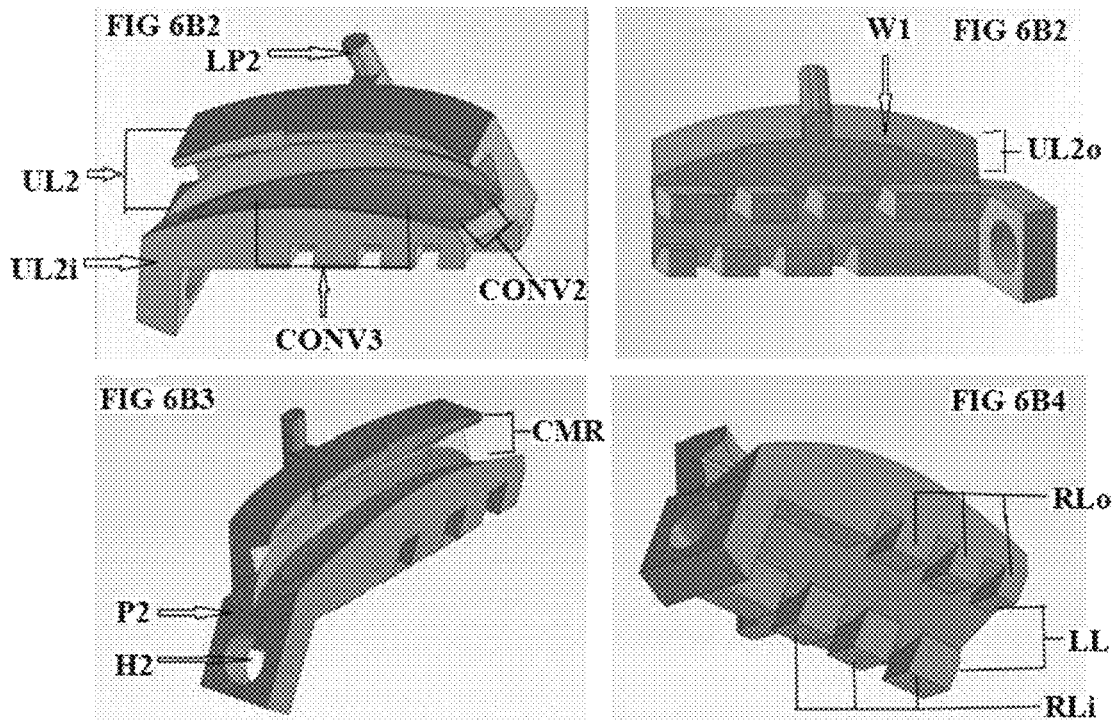 FIG 6B2
LP2
UL2
UL2i
CONV2
CONV3
W1
FIG 6B2
UL2o
FIG 6B3
CMR
P2
H2
FIG 6B4
RLo
LL
RLi